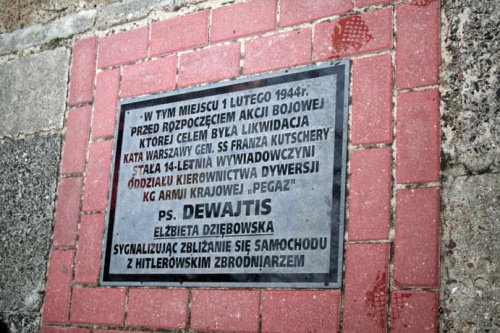 W TYM MIEJSCU 1 LUTEGO 1944r.
PRZED ROZPOCZĘCIEM AKCJI BOJOWEJ
KTOREJ CELEM BYŁA LIKWIDACJA
KATA WARSZAWY GEN. SS FRANZA KUTSCHERY
STAŁA 14-LETNIA WYWIADOWCZYNI
ODDZIAŁU KIEROWNICTWA DYWERSJI
KG ARMII KRAJOWEJ „PEGAZ”
PS. DEWAJTIS
ELŻBIETA DZIĘBOWSKA
SYGNALIZUJĄC ZBLIŻANIE SIĘ SAMOCHODU
Z HITLEROWSKIM ZBRODNIARZEM